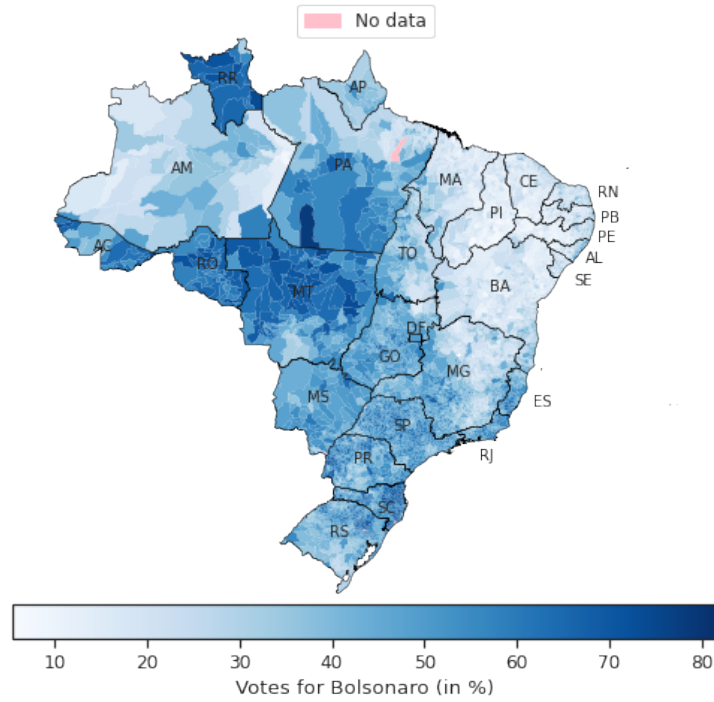 No data
RR
AP
AM
PA
MA
CE
RN
PI
PB
PE
AC
RO
TO
AL
MT
BA
SE
DF
GO
MG
MS
ES
SP
RJ
PR
SC
RS
10 20 30 40 50 60 70 80
Votes for Bolsonaro (in %)